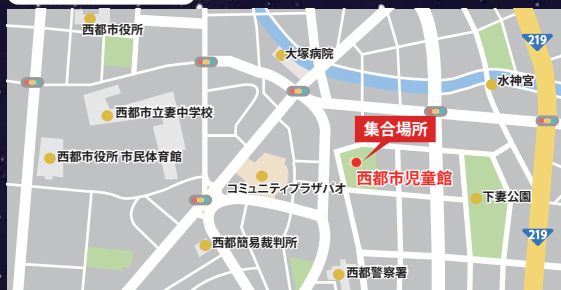 西都市役所
219
大塚病院
水神宮
西都市立妻中学校
集合場所
西都市役所 市民体育館
西都市児童館
コミュニティプラザパオ
下妻公園
219
西都簡易裁判所
西都警察署